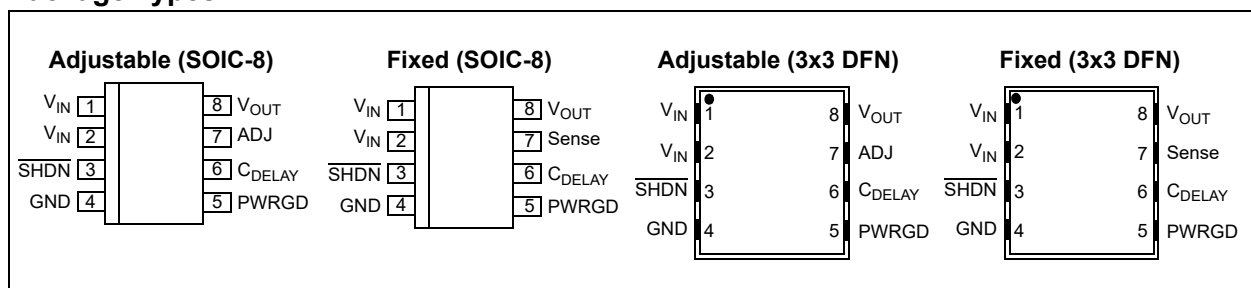 Adjustable (SOIC-8)
VIN 1
VIN 2
SHDN 3
GND 4
8 VOUT
7 ADJ
6 CDELAY
5 PWRGD
Fixed (SOIC-8)
VIN 1
VIN 2
SHDN 3
GND 4
8 VOUT
7 Sense
6 CDELAY
5 PWRGD
Adjustable (3x3 DFN)
VIN 1
VIN 2
SHDN 3
GND 4
8 VOUT
7 ADJ
6 CDELAY
5 PWRGD
Fixed (3x3 DFN)
VIN 1
VIN 2
SHDN 3
GND 4
8 VOUT
7 Sense
6 CDELAY
5 PWRGD